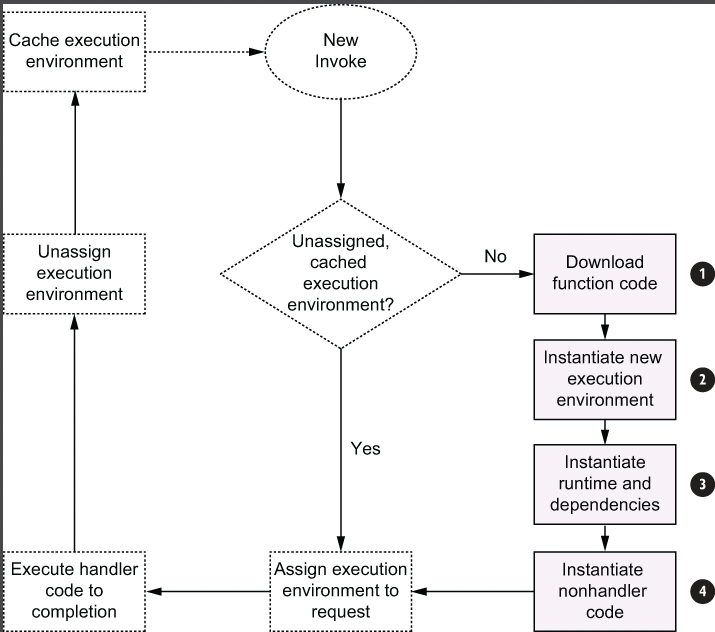 Cache execution
environment
New
Invoke
Unassigned,
cached
execution
environment?
No
Download
function code
1
Instantiate new
execution
environment
2
Instantiate
runtime and
dependencies
3
Instantiate
nonhandler
code
4
Yes
Assign execution
environment to
request
Execute handler
code to
completion
Unassign
execution
environment